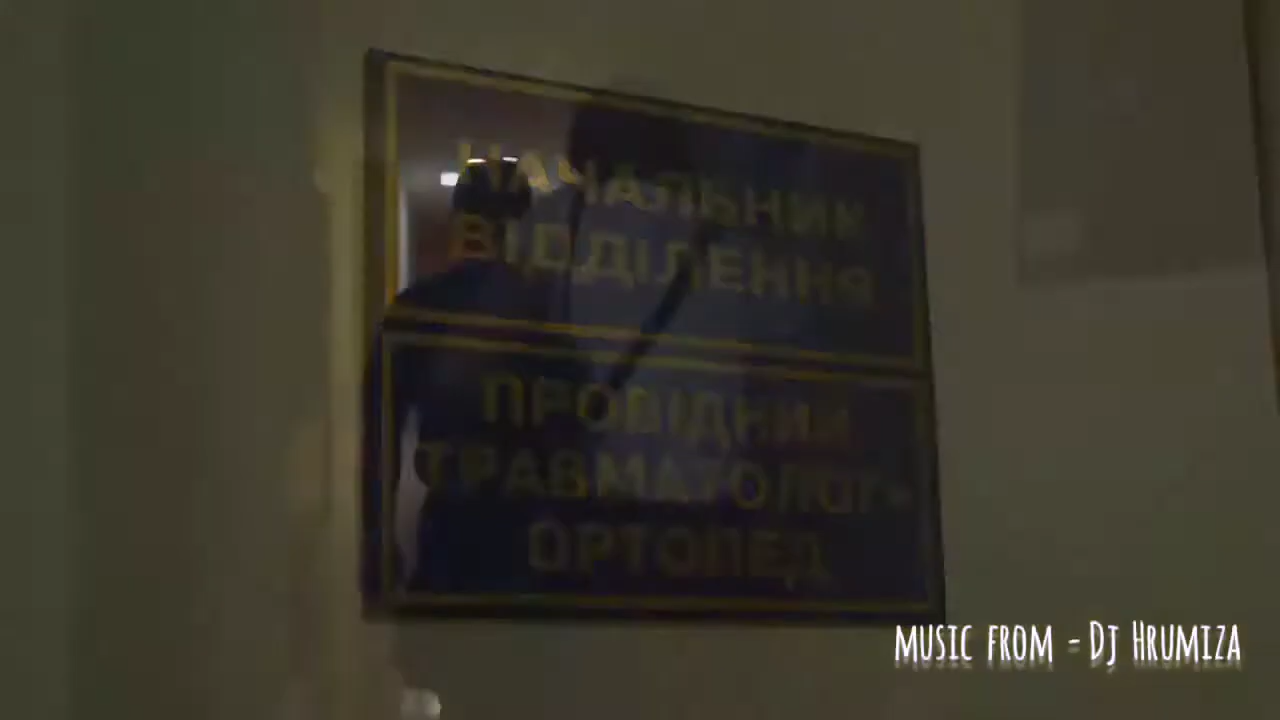 НАЧАЛЬНИК
ВІДДІЛЕННЯ
ПРОВІДНИЙ
ТРАВМАТОЛОГ-
ОРТОПЕД
MUSIC FROM - DJ HRUMIZA